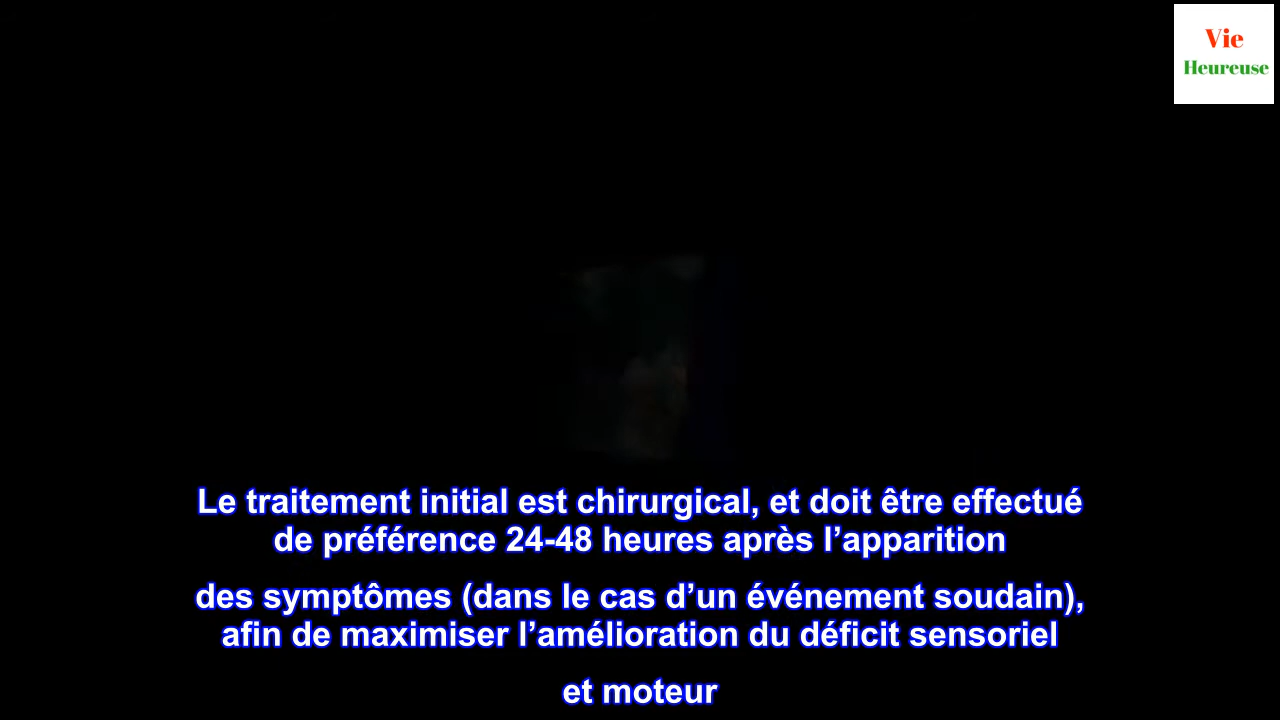 Vie
Heureuse
Le traitement initial est chirurgical, et doit être effectué
de préférence 24-48 heures après l’apparition
des symptômes (dans le cas d’un événement soudain),
afin de maximiser l’amélioration du déficit sensoriel
et moteur